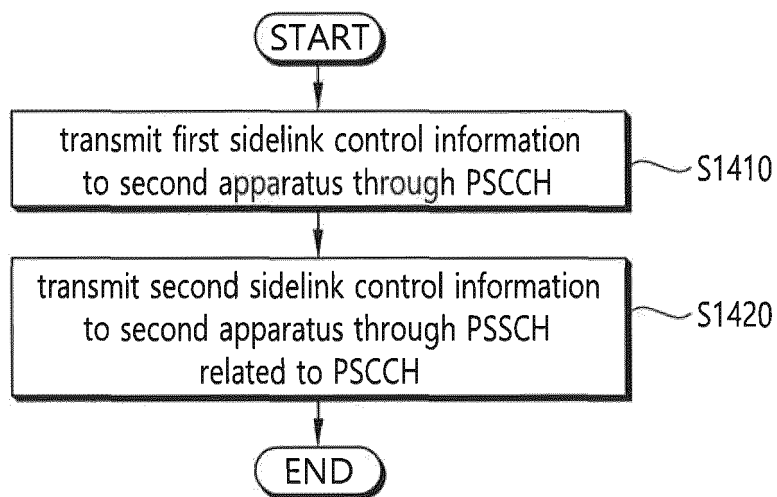 START
transmit first sidelink control information
to second apparatus through PSCCH
S1410
transmit second sidelink control information
to second apparatus through PSSCH
related to PSCCH
S1420
END